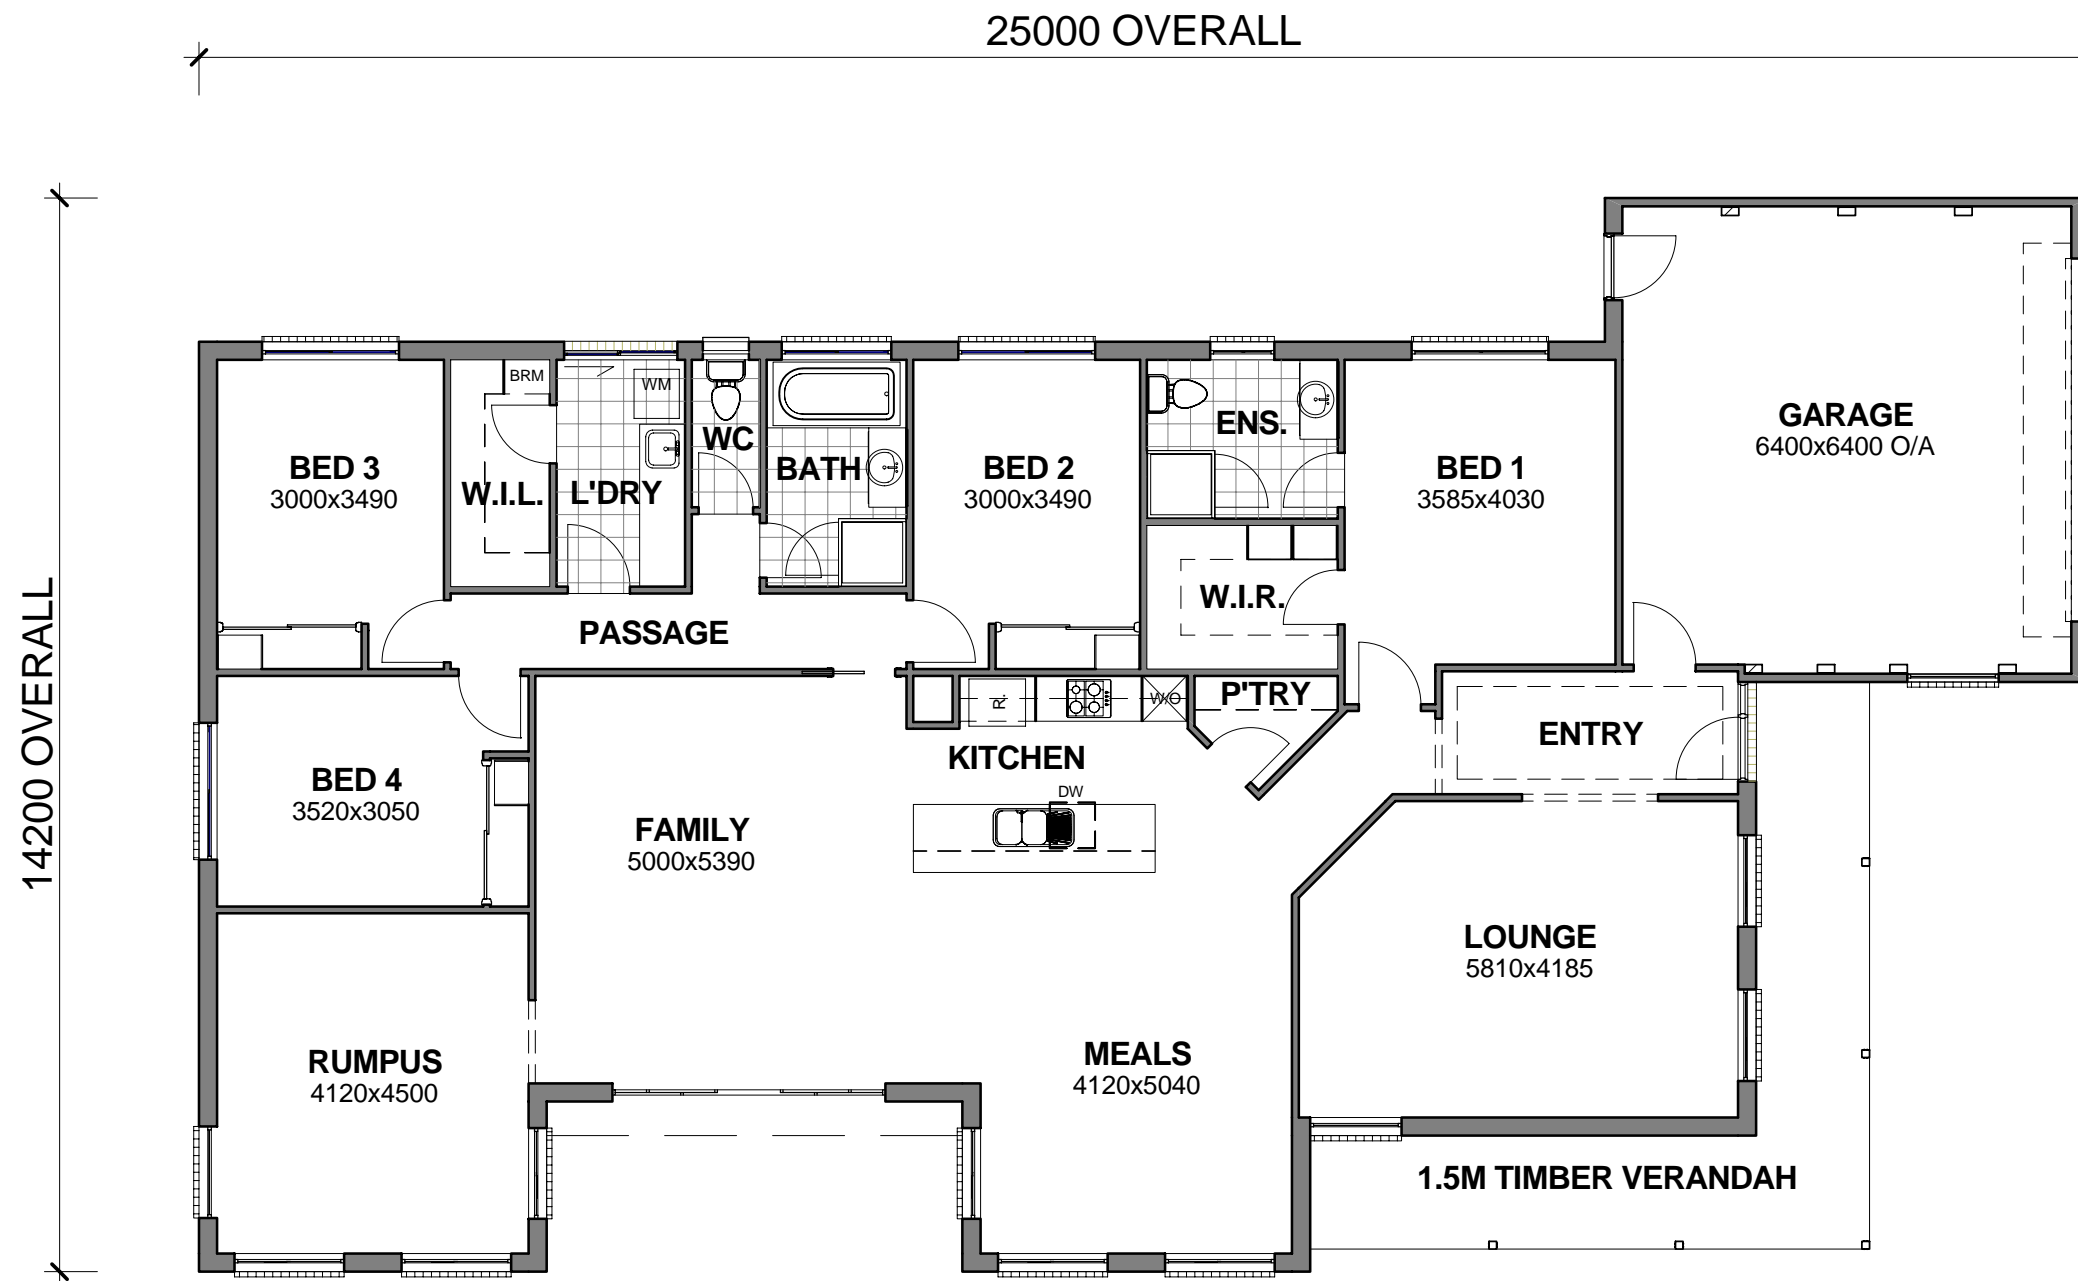 25000 OVERALL
14200 OVERALL
GARAGE
6400x6400 O/A
BED 3
3000x3490
BRM
W.I.L.
WM
L'DRY
WC
BATH
BED 2
3000x3490
ENS.
BED 1
3585x4030
W.I.R.
PASSAGE
P'TRY
R.
W/O
KITCHEN
DW
ENTRY
BED 4
3520x3050
FAMILY
5000x5390
LOUNGE
5810x4185
RUMPUS
4120x4500
MEALS
4120x5040
1.5M TIMBER VERANDAH